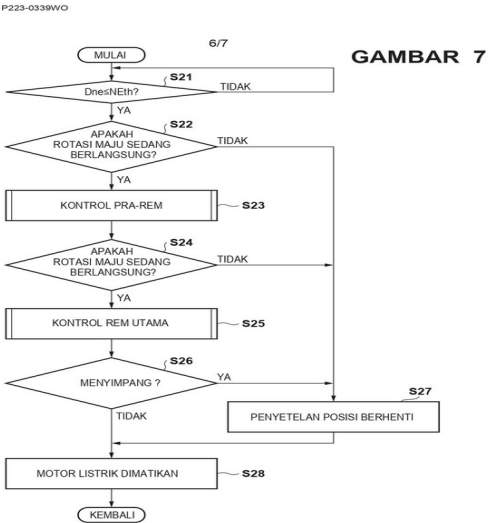 P223-0339WO
6/7
GAMBAR 7
MULAI
S21
Dne≤NEth?
TIDAK
YA
S22
APAKAH
ROTASI MAJU SEDANG
BERLANGSUNG?
TIDAK
YA
KONTROL PRA-REM
S23
S24
APAKAH
ROTASI MAJU SEDANG
BERLANGSUNG?
TIDAK
YA
KONTROL REM UTAMA
S25
S26
MENYIMPANG ?
YA
TIDAK
S27
PENYETELAN POSISI BERHENTI
MOTOR LISTRIK DIMATIKAN
S28
KEMBALI